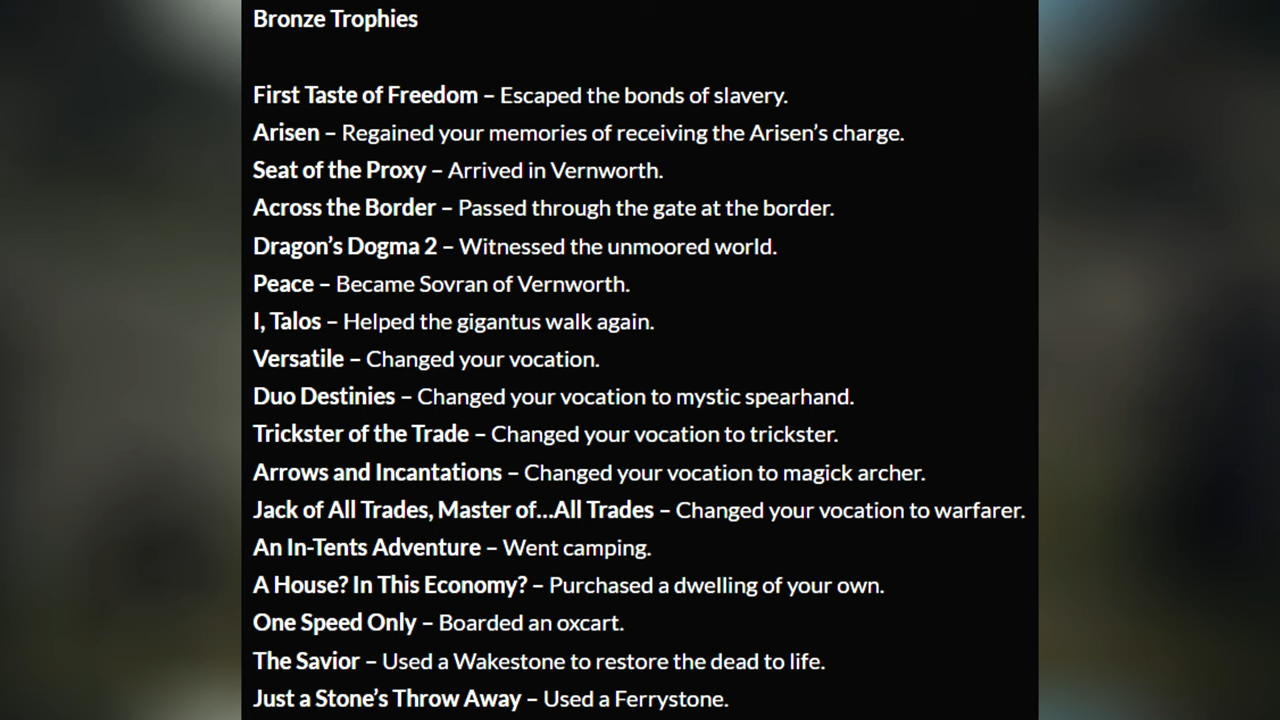 Bronze Trophies
First Taste of Freedom – Escaped the bonds of slavery.
Arisen – Regained your memories of receiving the Arisen’s charge.
Seat of the Proxy – Arrived in Vernworth.
Across the Border – Passed through the gate at the border.
Dragon’s Dogma 2 – Witnessed the unmoored world.
Peace – Became Sovran of Vernworth.
I, Talos – Helped the gigantus walk again.
Versatile – Changed your vocation.
Duo Destinies – Changed your vocation to mystic spearhand.
Trickster of the Trade – Changed your vocation to trickster.
Arrows and Incantations – Changed your vocation to magick archer.
Jack of All Trades, Master of…All Trades – Changed your vocation to warfarer.
An In-Tents Adventure – Went camping.
A House? In This Economy? – Purchased a dwelling of your own.
One Speed Only – Boarded an oxcart.
The Savior – Used a Wakestone to restore the dead to life.
Just a Stone’s Throw Away – Used a Ferrystone.